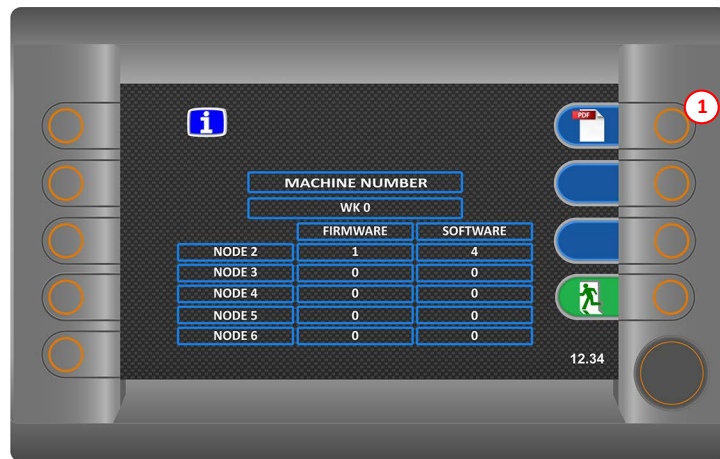 1
PDF
i
MACHINE NUMBER
WK 0
FIRMWARE SOFTWARE
NODE 2 1 4
NODE 3 0 0
NODE 4 0 0
NODE 5 0 0
NODE 6 0 0
12.34